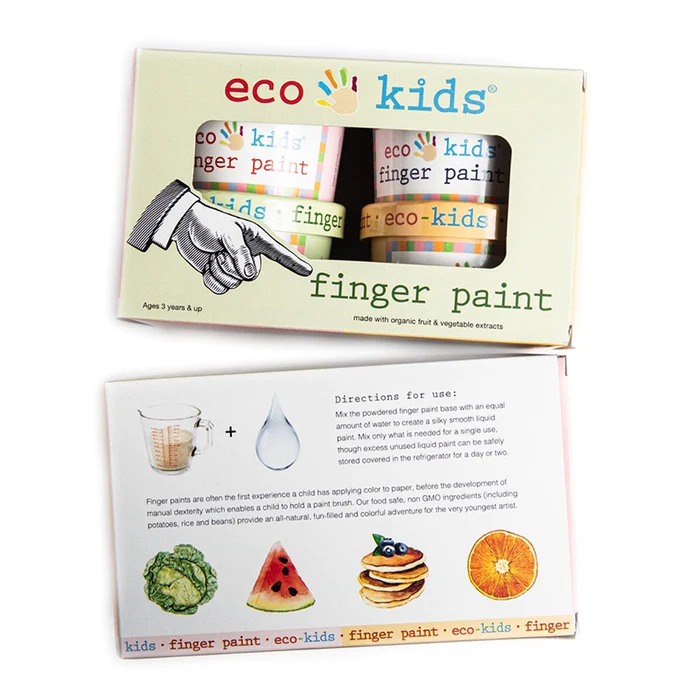 eco kids®
eco kids®
finger paint
kids · finger
eco kids®
finger paint
eco-kids
finger paint
Ages 3 years & up
made with organic fruit & vegetable extracts
Directions for use:
Mix the powdered finger paint base with an equal
amount of water to create a silky smooth liquid
paint. Mix only what is needed for a single use,
though excess unused liquid paint can be safely
stored covered in the refrigerator for a day or two.
+
Finger paints are often the first experience a child has applying color to paper, before the development of
manual dexterity which enables a child to hold a paint brush. Our food safe, non GMO ingredients (including
potatoes, rice and beans) provide an all-natural, fun-filled and colorful adventure for the very youngest artist.
kids · finger paint · eco-kids · finger paint · eco-kids · finger